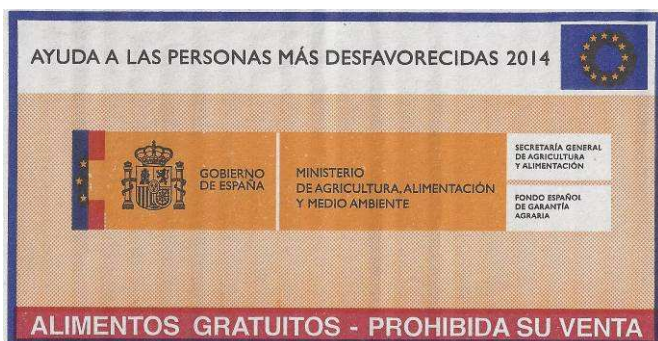 AYUDA A LAS PERSONAS MÁS DESFAVORECIDAS 2014
GOBIERNO
DE ESPAÑA
MINISTERIO
DE AGRICULTURA, ALIMENTACIÓN
Y MEDIO AMBIENTE
SECRETARÍA GENERAL
DE AGRICULTURA
Y ALIMENTACIÓN
FONDO ESPAÑOL
DE GARANTÍA
AGRARIA
ALIMENTOS GRATUITOS - PROHIBIDA SU VENTA